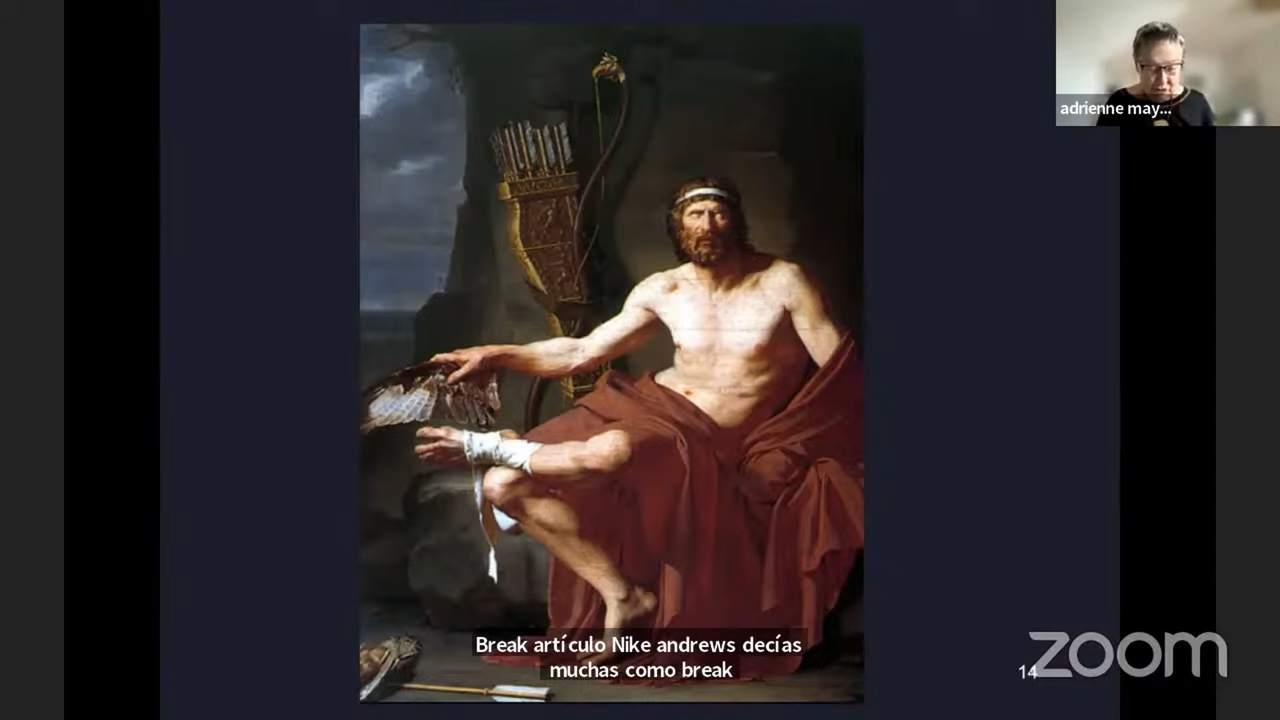 adrienne may...
Break artículo Nike andrews decías
muchas como break
14
zoom